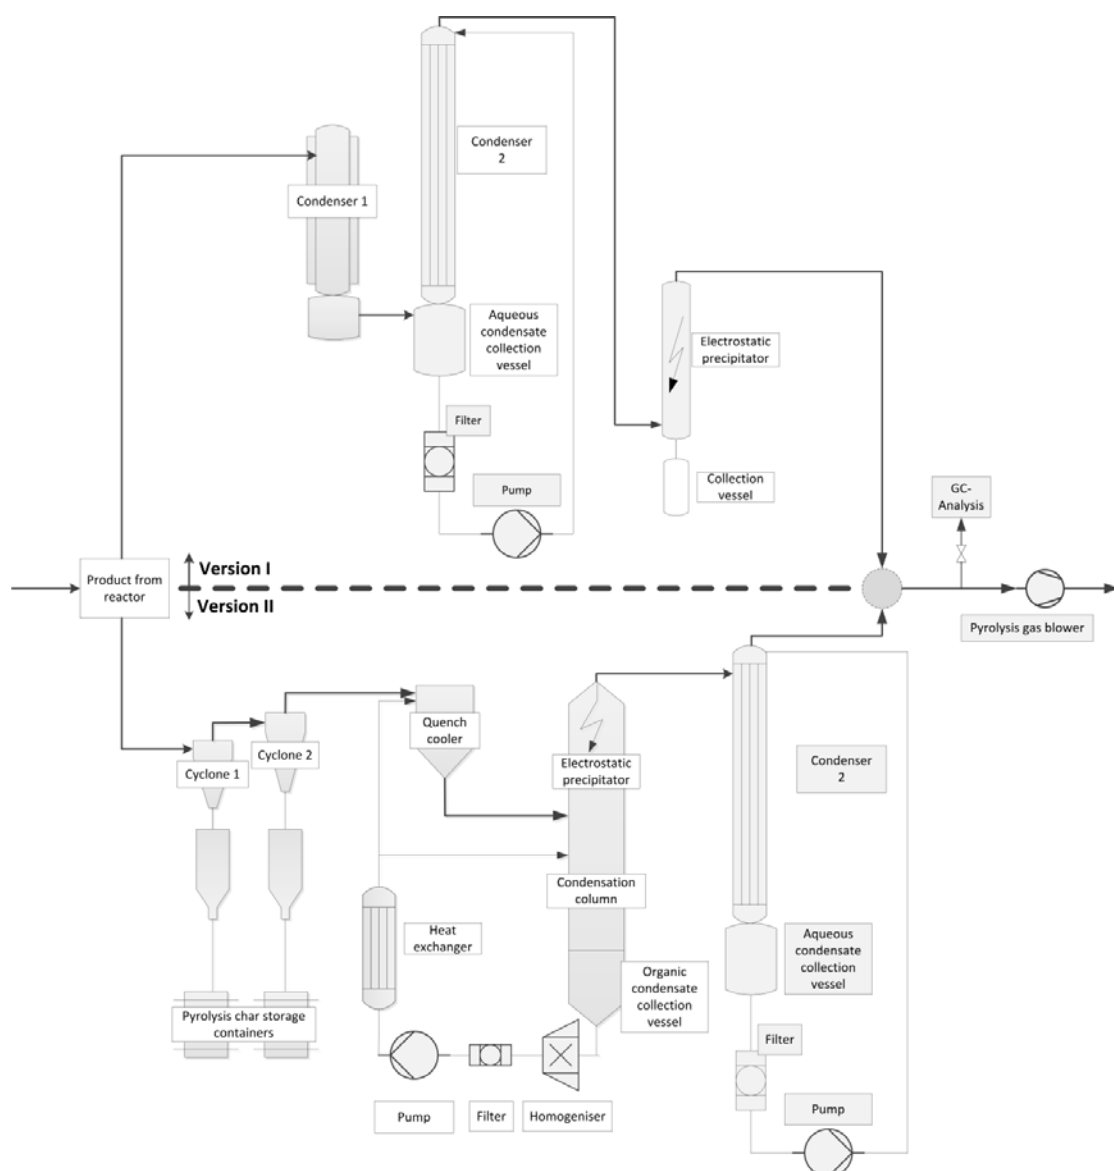 Condenser
2
Condenser 1
Aqueous
condensate
collection
vessel
Electrostatic
precipitator
Filter
Pump
Collection
vessel
GC-
Analysis
Product from
reactor
Version I
Version II
Pyrolysis gas blower
Quench
cooler
Cyclone 1
Cyclone 2
Electrostatic
precipitator
Condenser
2
Condensation
column
Heat
exchanger
Aqueous
condensate
collection
vessel
Organic
condensate
collection
vessel
Pyrolysis char storage
containers
Filter
Pump
Filter
Homogeniser
Pump